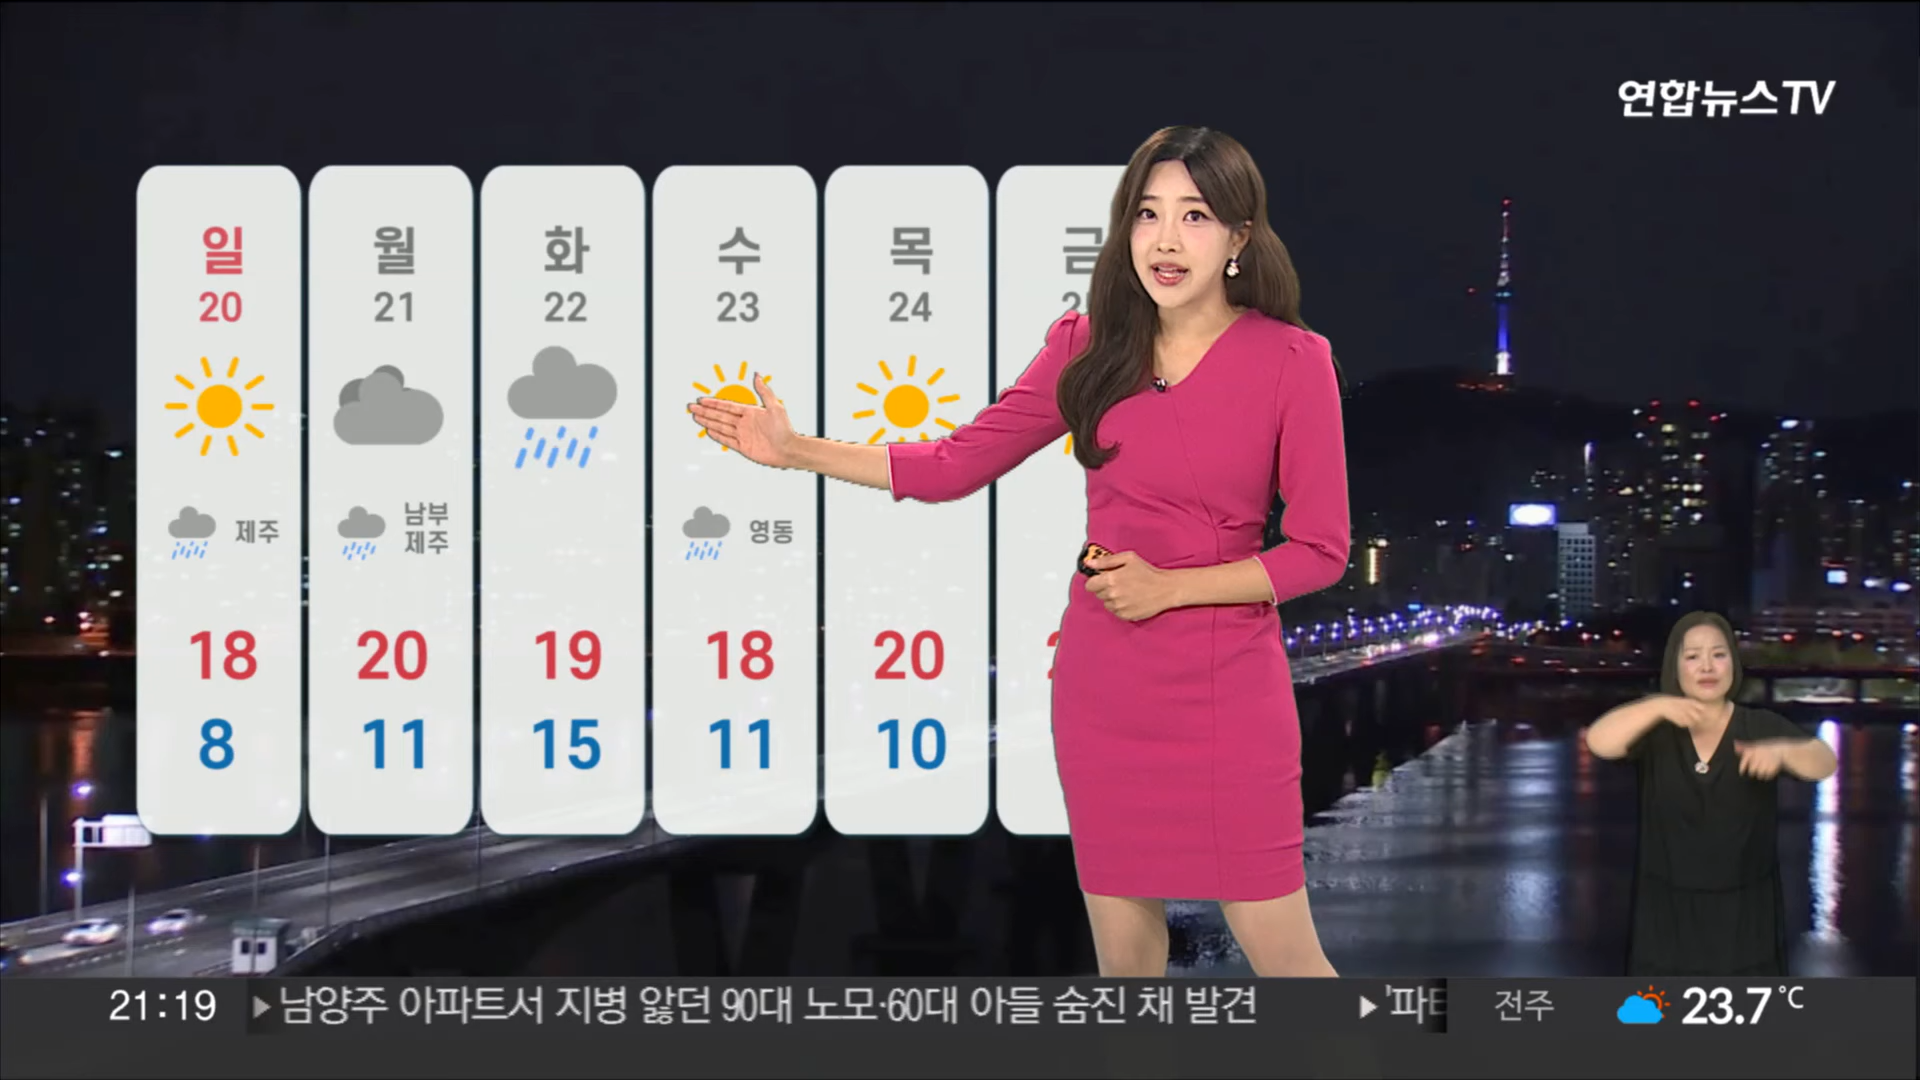 연합뉴스TV
일 월 화 수 목
20 21 22 23 24
제주
남부
제주
영동
18 20 19 18 20
8 11 15 11 10
21:19 ▶남양주 아파트서 지병 앓던 90대 노모·60대 아들 숨진 채 발견 ▶'파
전주 23.7℃